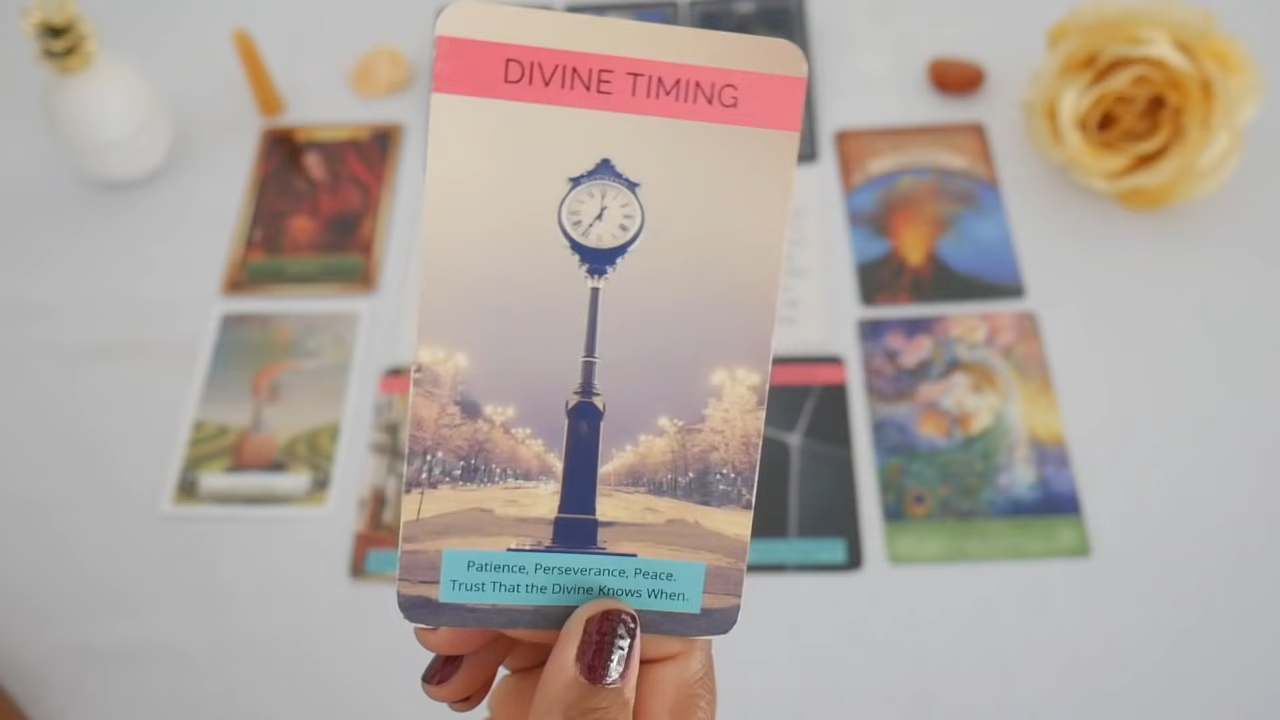 DIVINE TIMING
Patience, Perseverance, Peace.
Trust That the Divine Knows When.